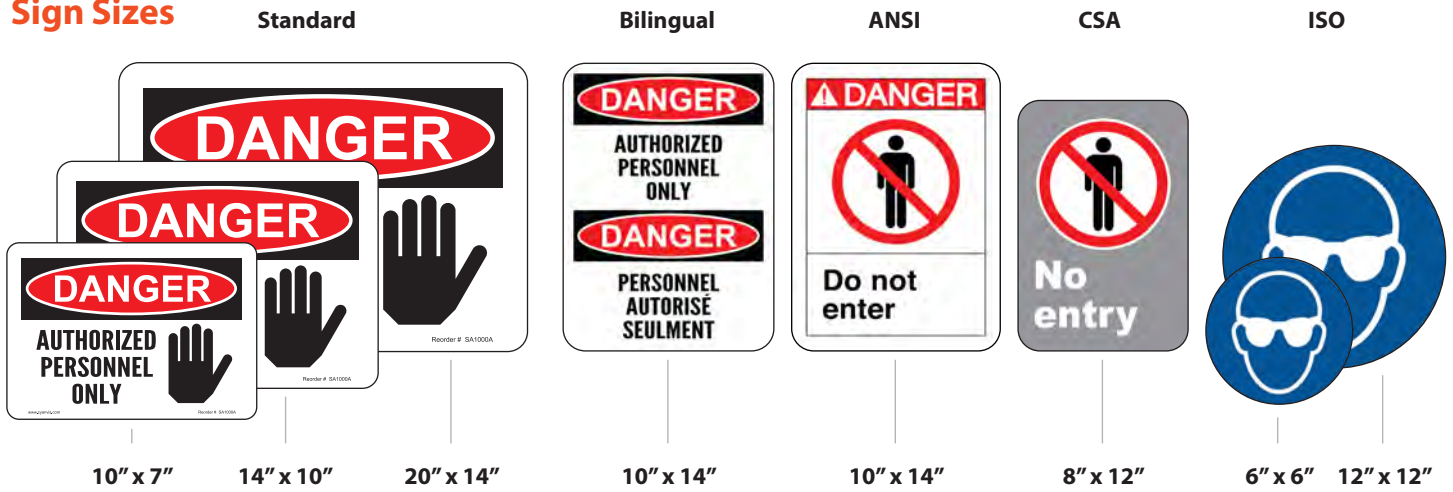 Sign Sizes
Standard
Bilingual
ANSI
CSA
ISO
DANGER
Reorder # SA1000A
DANGER
Reorder # SA1000A
DANGER
AUTHORIZED
PERSONNEL
ONLY
Reorder # SA1000A
DANGER
AUTHORIZED
PERSONNEL
ONLY
DANGER
PERSONNEL
AUTORISÉ
SEULMENT
DANGER
Do not
enter
No
entry
10” x 7”
14” x 10”
20” x 14”
10” x 14”
10” x 14”
8” x 12”
6” x 6”
12” x 12”